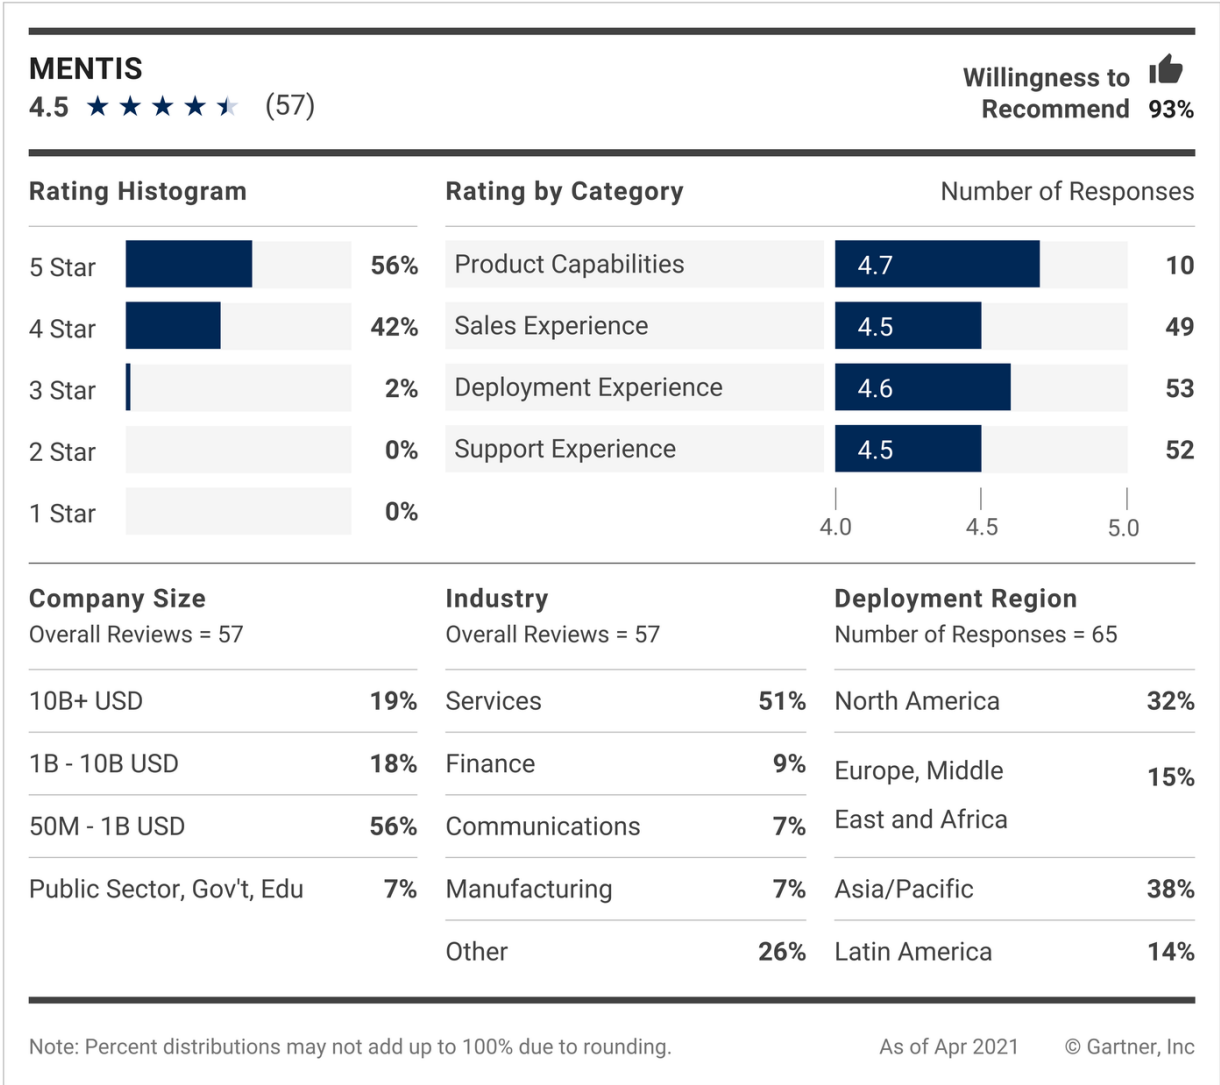 MENTIS
4.5 ★ ★ ★ ★ ★ (57)
Willingness to
Recommend 93%
Rating Histogram
5 Star 56%
4 Star 42%
3 Star 2%
2 Star 0%
1 Star 0%
Rating by Category Number of Responses
Product Capabilities 4.7 10
Sales Experience 4.5 49
Deployment Experience 4.6 53
Support Experience 4.5 52
4.0 4.5 5.0
Company Size
Overall Reviews = 57
10B+ USD 19%
1B - 10B USD 18%
50M - 1B USD 56%
Public Sector, Gov't, Edu 7%
Industry
Overall Reviews = 57
Services 51%
Finance 9%
Communications 7%
Manufacturing 7%
Other 26%
Deployment Region
Number of Responses = 65
North America 32%
Europe, Middle 15%
East and Africa
Asia/Pacific 38%
Latin America 14%
Note: Percent distributions may not add up to 100% due to rounding. As of Apr 2021 © Gartner, Inc